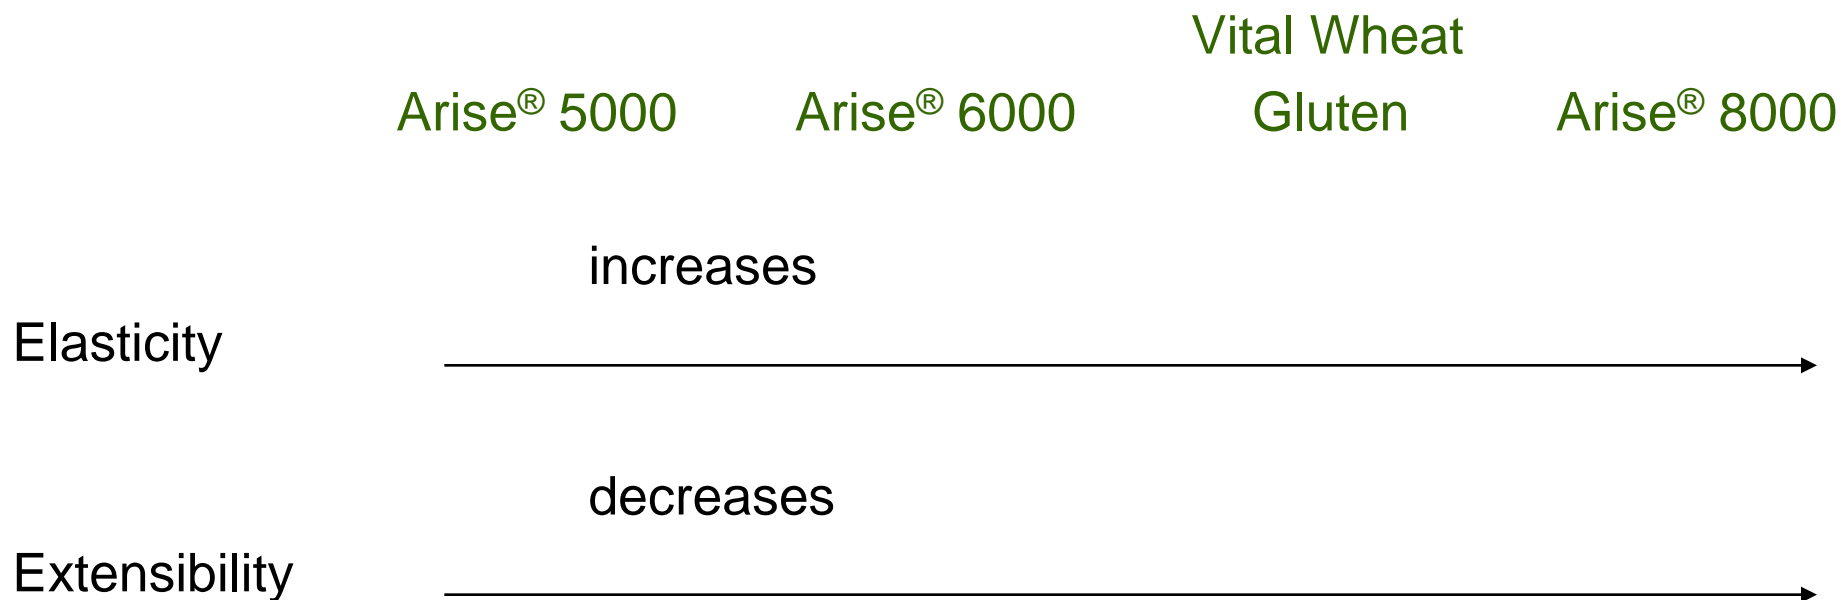 Vital Wheat
Arise® 5000 Arise® 6000 Gluten Arise® 8000
increases
Elasticity
decreases
Extensibility